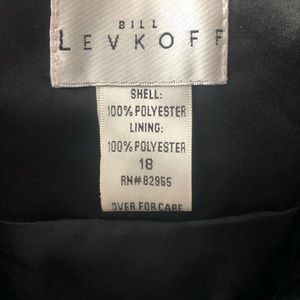 BILL
LEVKOFF
SHELL:
100% POLYESTER
LINING:
100% POLYESTER
18
RN#82955
OVER FOR CARE